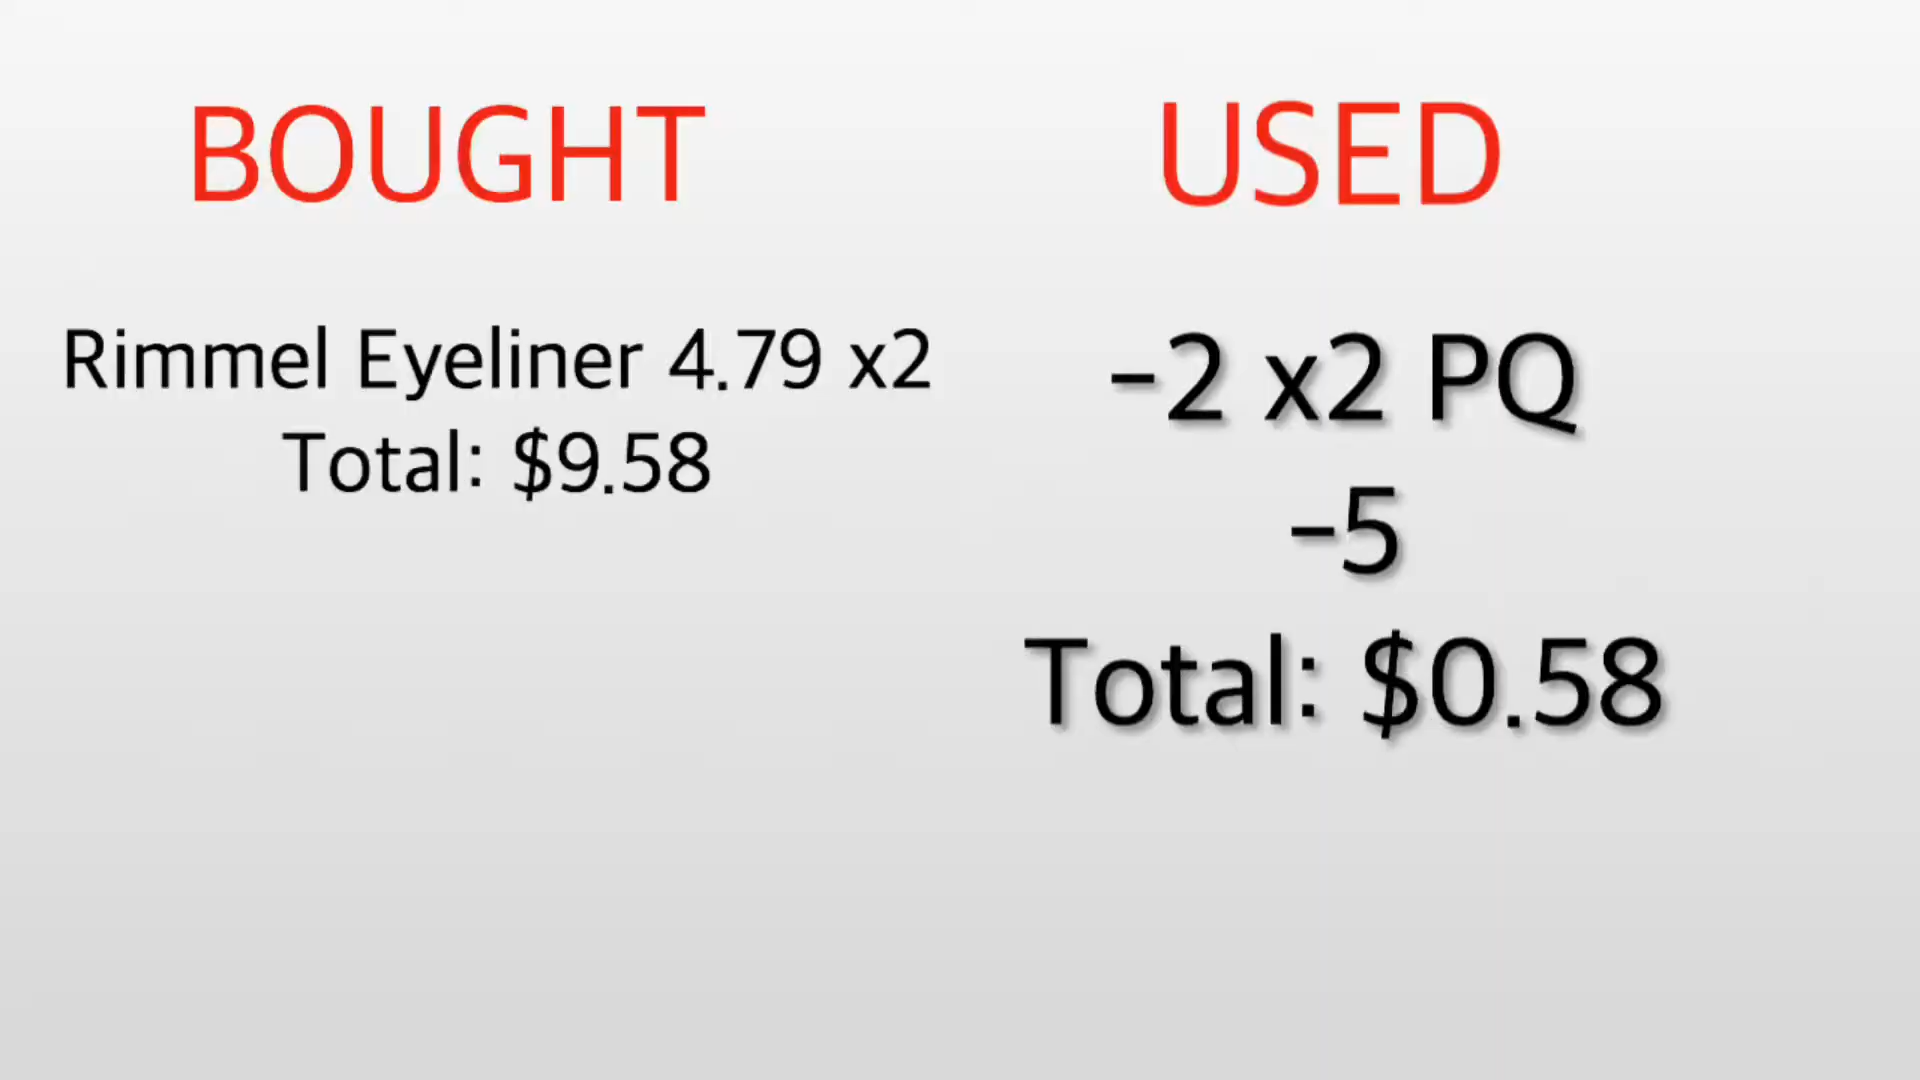 BOUGHT
Rimmel Eyeliner 4.79 x2
Total: $9.58
USED
-2 x2 PQ
-5
Total: $0.58